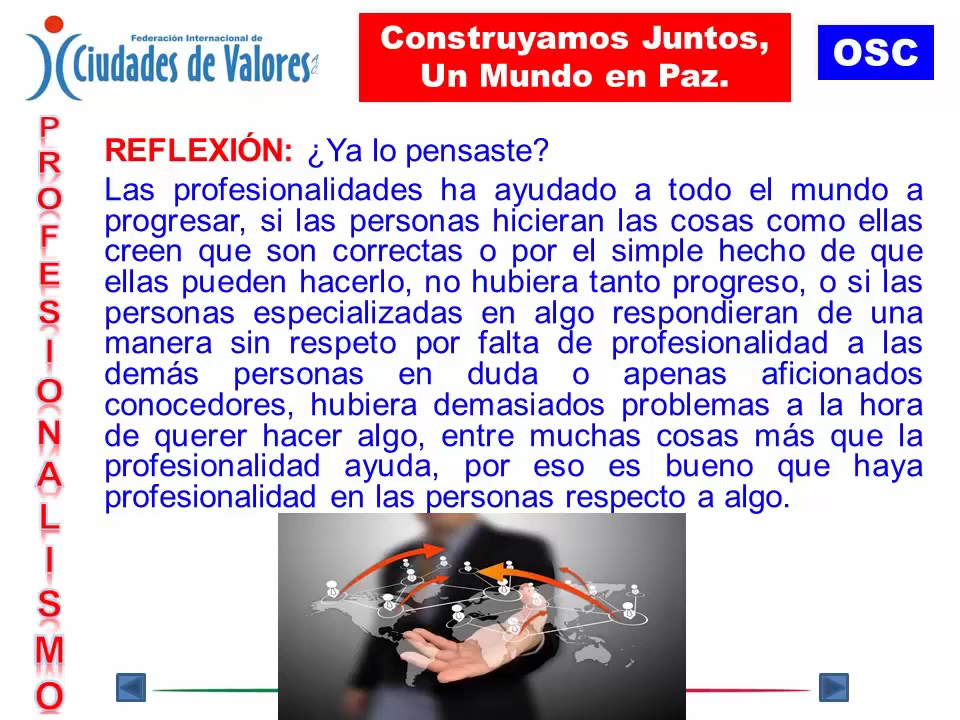 Federación Internacional de
Ciudades de Valores
Construyamos Juntos,
Un Mundo en Paz.
OSC
PROFESIONALISMO
REFLEXIÓN: ¿Ya lo pensaste?
Las profesionalidades ha ayudado a todo el mundo a
progresar, si las personas hicieran las cosas como ellas
creen que son correctas o por el simple hecho de que
ellas pueden hacerlo, no hubiera tanto progreso, o si las
personas especializadas en algo respondieran de una
manera sin respeto por falta de profesionalidad a las
demás personas en duda o apenas aficionados
conocedores, hubiera demasiados problemas a la hora
de querer hacer algo, entre muchas cosas más que la
profesionalidad ayuda, por eso es bueno que haya
profesionalidad en las personas respecto a algo.